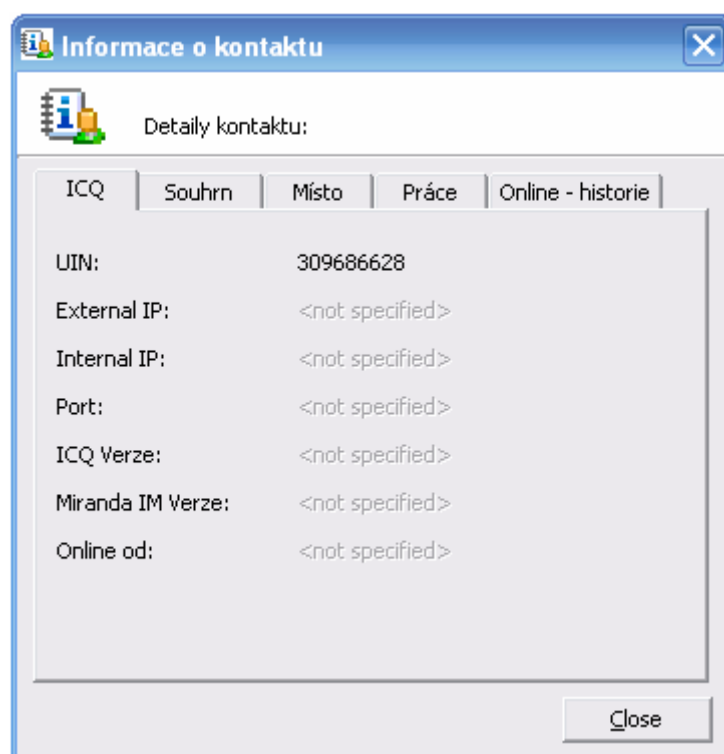 Informace o kontaktu
Detaily kontaktu:
ICQ Souhrn Místo Práce Online - historie
UIN: 309686628
External IP: <not specified>
Internal IP: <not specified>
Port: <not specified>
ICQ Verze: <not specified>
Miranda IM Verze: <not specified>
Online od: <not specified>
Close